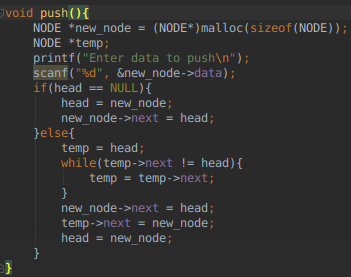 void push(){
    NODE *new_node = (NODE*)malloc(sizeof(NODE));
    NODE *temp;
    printf("Enter data to push\n");
    scanf("%d", &new_node->data);
    if(head == NULL){
        head = new_node;
        new_node->next = head;
    }else{
        temp = head;
        while(temp->next != head){
            temp = temp->next;
        }
        new_node->next = head;
        temp->next = new_node;
        head = new_node;
    }
}